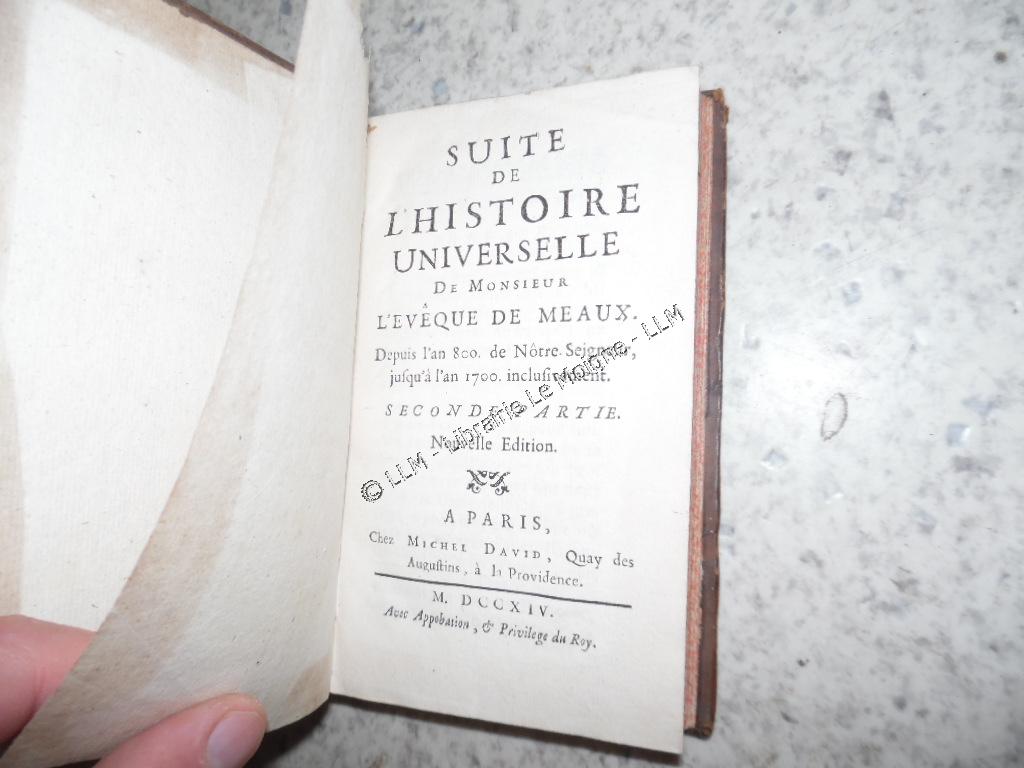 SUITE
DE
L'HISTOIRE
UNIVERSELLE
DE MONSIEUR
L'EVÊQUE DE MEAUX.
Depuis l'an 800. de Nôtre-Seigneur,
juſqu'à l'an 1700. incluſivement.
SECONDE PARTIE.
Nouvelle Edition.
A PARIS,
Chez MICHEL DAVID, Quay des
Auguſtins, à la Providence.
M. DCCXIV.
Avec Appobation, & Privilege du Roy.
© LLM - Librairie Le Moigne - LLM